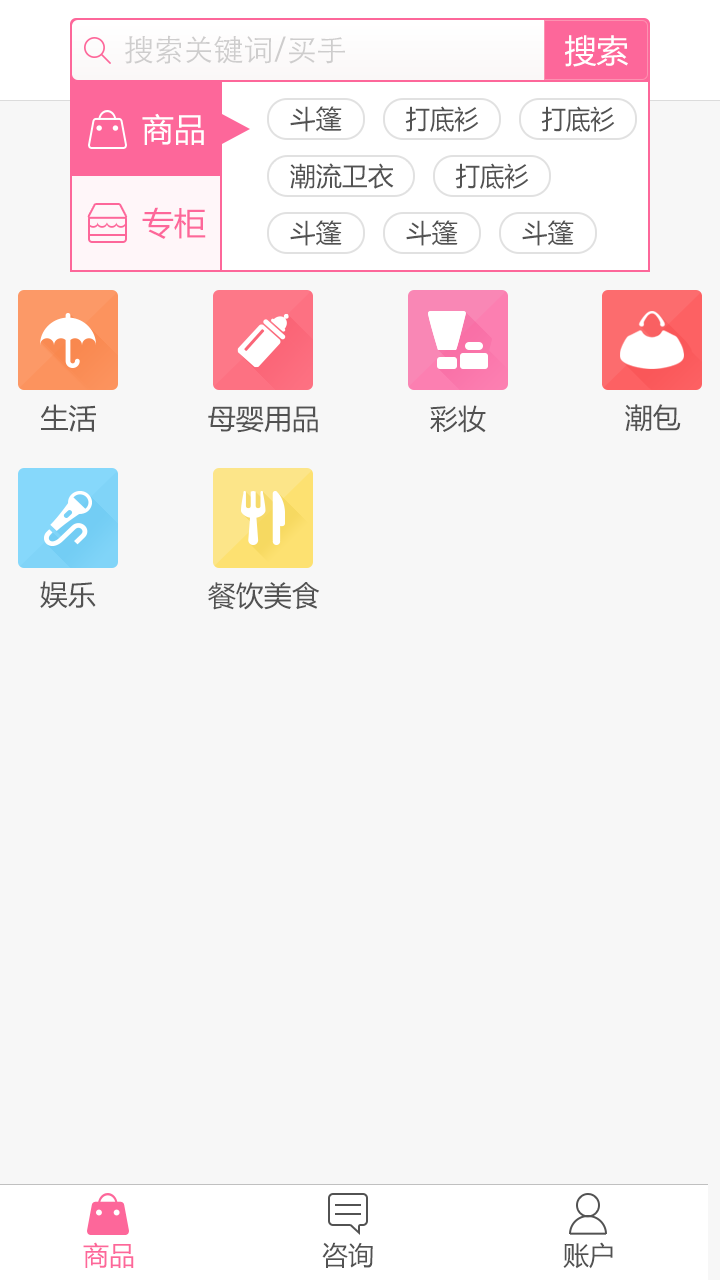 搜索关键词/买手 搜索
商品 斗篷 打底衫 打底衫
潮流卫衣 打底衫
专柜 斗篷 斗篷 斗篷
生活 母婴用品 彩妆 潮包
娱乐 餐饮美食
商品 咨询 账户